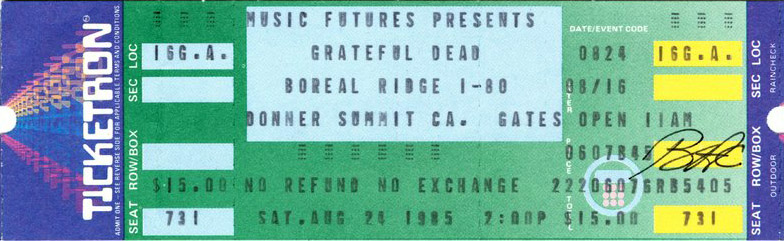 TICKETRON®
ADMIT ONE — SEE REVERSE SIDE FOR APPLICABLE TERMS AND CONDITIONS.
SEAT ROW/BOX SEC LOC
MUSIC FUTURES PRESENTS
DATE/EVENT CODE
16G.A. GRATEFUL DEAD 0824 16G.A.
BOREAL RIDGE I-80 08/16
DONNER SUMMIT CA. GATES OPEN 11AM
$15.00 NO REFUND NO EXCHANGE 22206076RB5405
731 SAT.AUG 24 1985 2:00P $15.00 731
SEAT ROW/BOX SEC LOC
OUTDOOR RAINCHECK